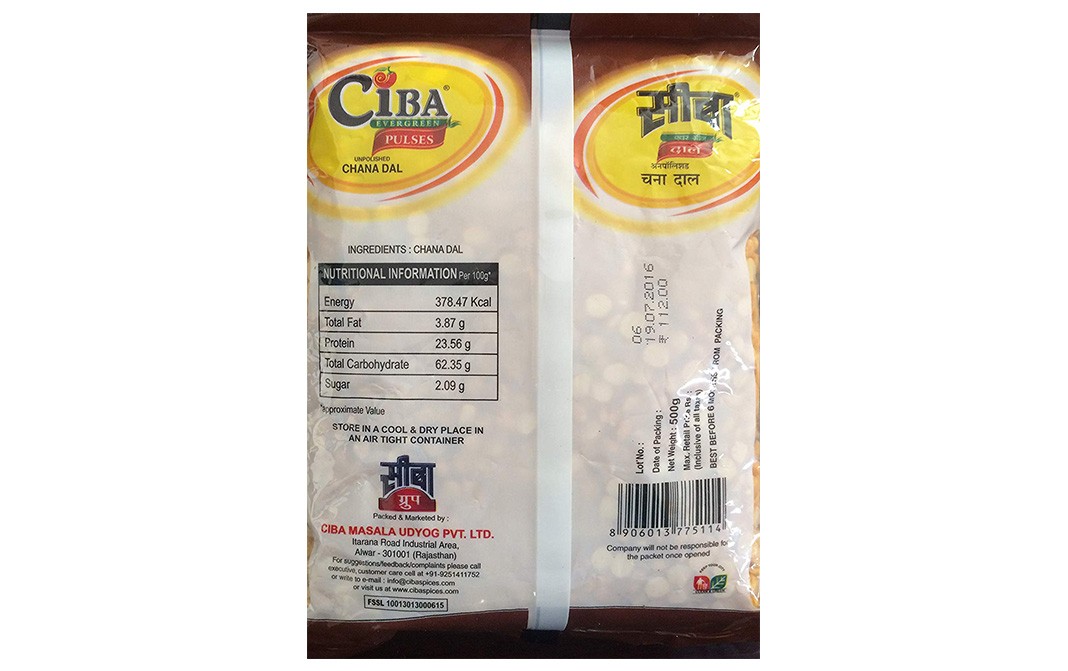 CIBA®
EVERGREEN
PULSES
UNPOLISHED
CHANA DAL
INGREDIENTS : CHANA DAL
NUTRITIONAL INFORMATION Per 100g*
Energy 378.47 Kcal
Total Fat 3.87 g
Protein 23.56 g
Total Carbohydrate 62.35 g
Sugar 2.09 g
*approximate Value
STORE IN A COOL & DRY PLACE IN
AN AIR TIGHT CONTAINER
सीबा
ग्रुप
Packed & Marketed by :
CIBA MASALA UDYOG PVT. LTD.
Itarana Road Industrial Area,
Alwar - 301001 (Rajasthan)
For suggestions/feedback/complaints please call
executive, customer care cell at +91-9251411752
or write to e-mail : info@cibaspices.com
or visit us at www.cibaspices.com
FSSL 10013013000615
सीबा®
दालें
अनपॉलिशड
चना दाल
06
19.07.2016
₹ 112.00
Lot No. :
Date of Packing :
Net Weight : 500g
Max. Retail Price Rs. :
(Inclusive of all taxes)
BEST BEFORE 6 FROM PACKING
8 906013 775114
Company will not be responsible for
the packet once opened